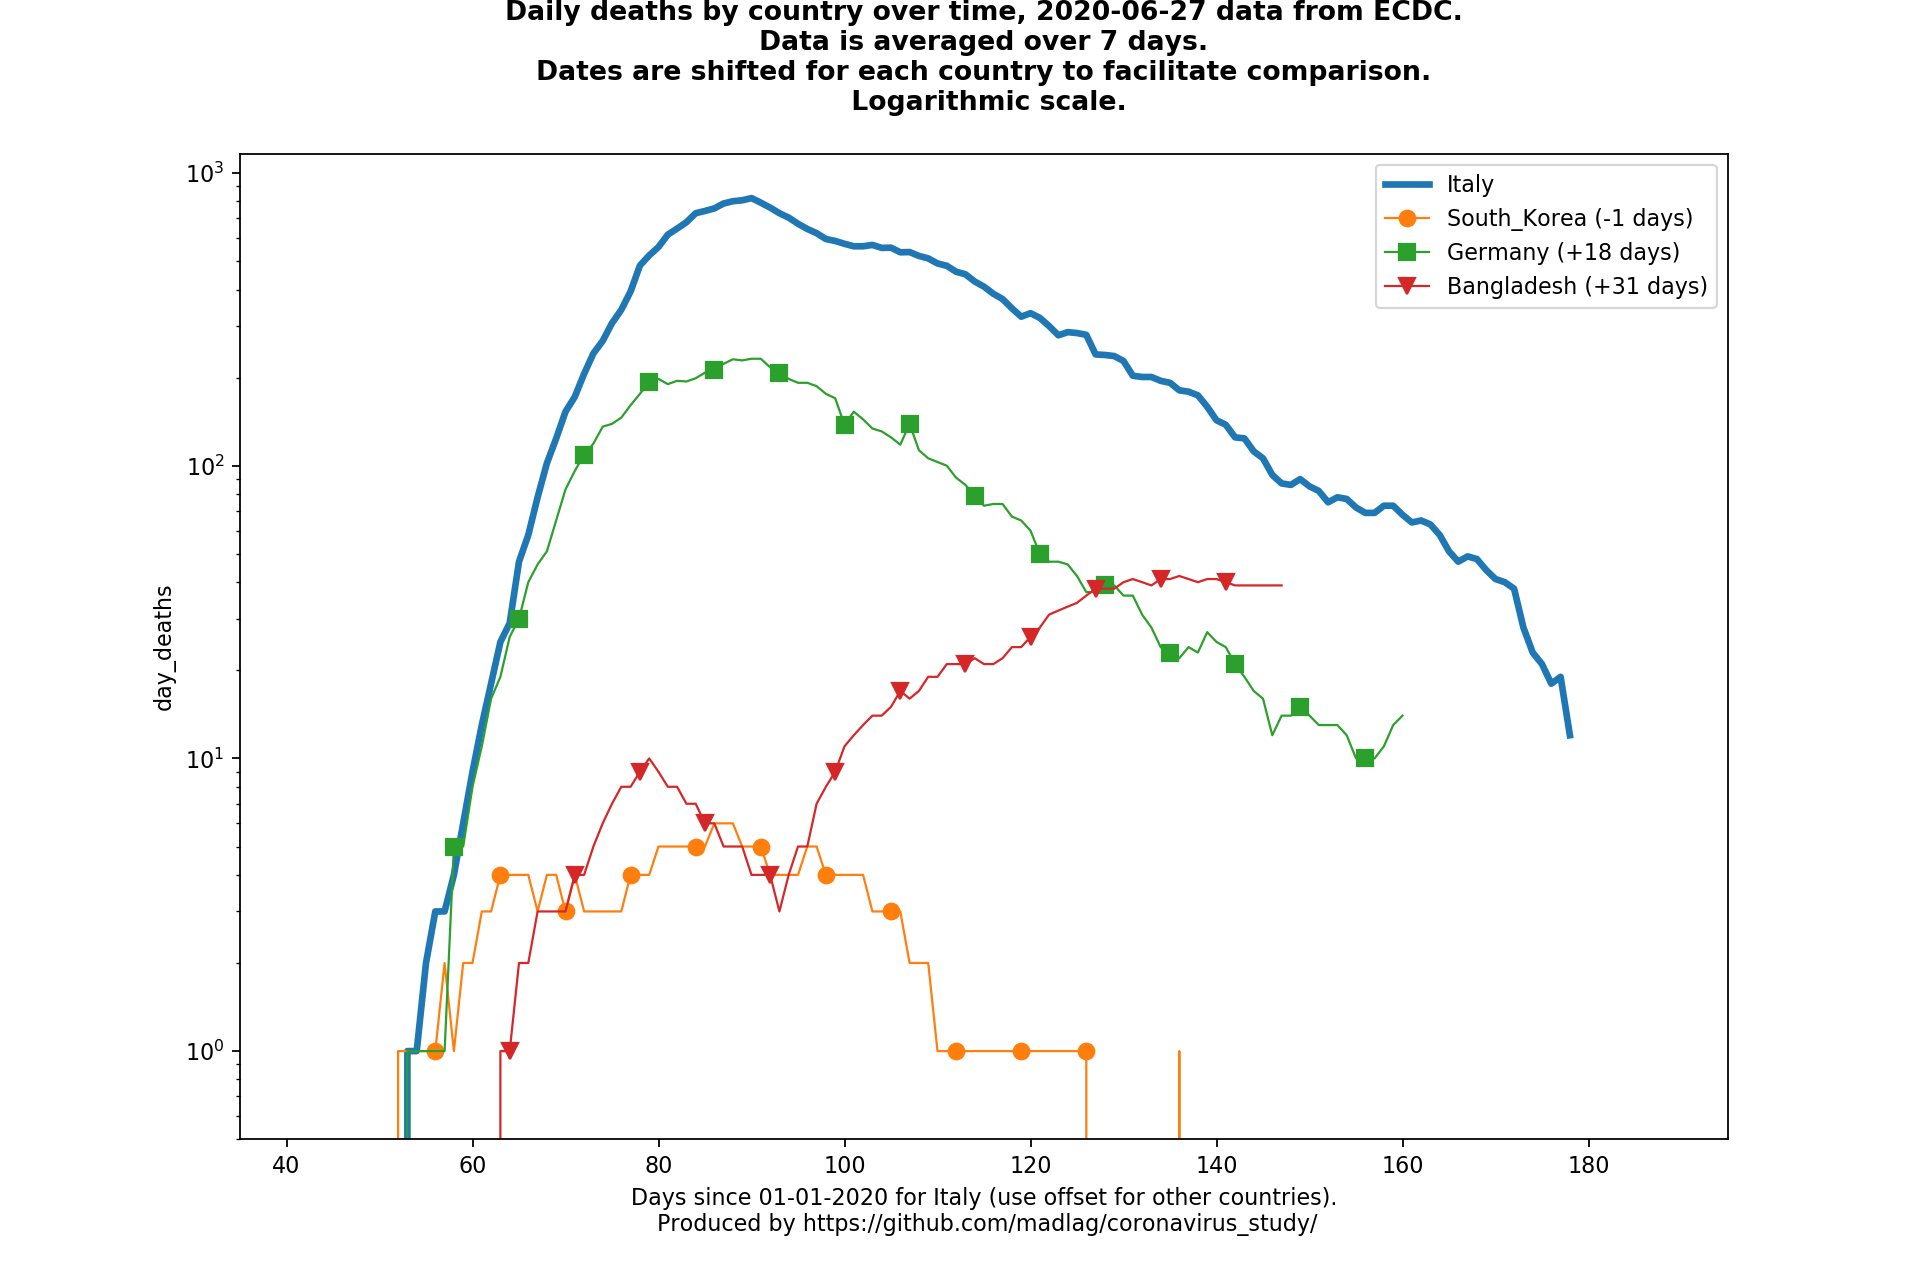 Daily deaths by country over time, 2020-06-27 data from ECDC.
Data is averaged over 7 days.
Dates are shifted for each country to facilitate comparison.
Logarithmic scale.
10³
10²
10¹
10⁰
day_deaths
Italy
South_Korea (-1 days)
Germany (+18 days)
Bangladesh (+31 days)
40 60 80 100 120 140 160 180
Days since 01-01-2020 for Italy (use offset for other countries).
Produced by https://github.com/madlag/coronavirus_study/